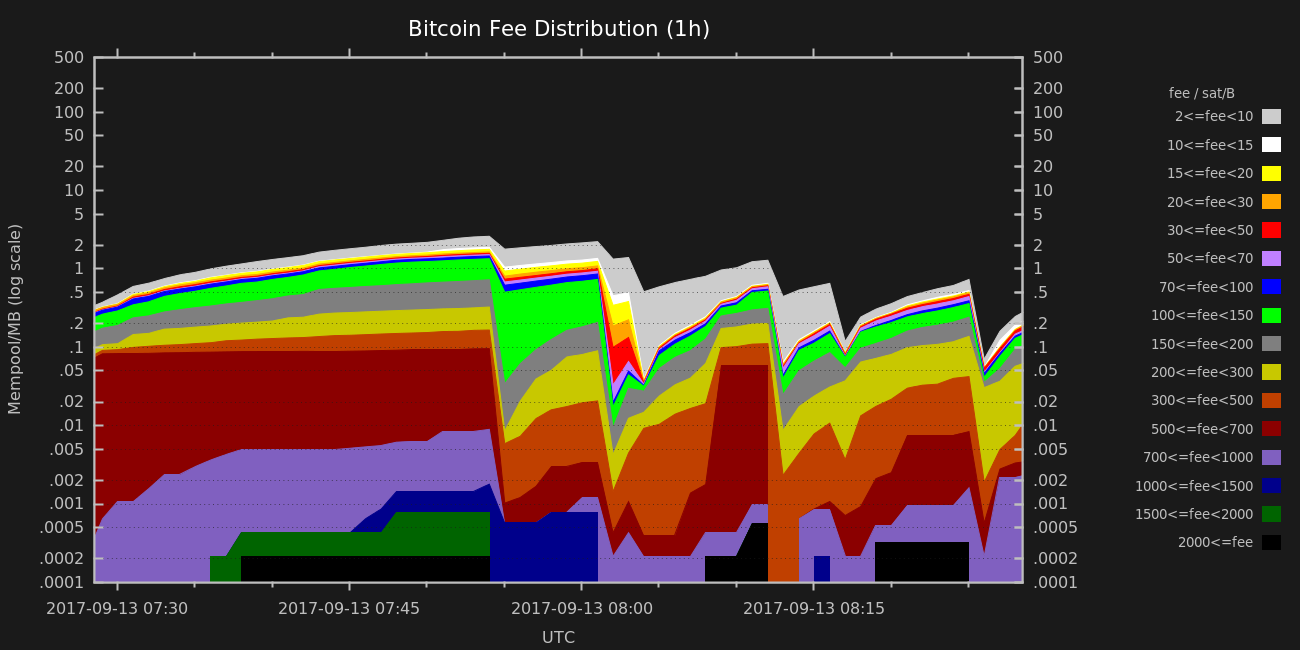 Bitcoin Fee Distribution (1h)
500
200
100
50
20
10
5
2
1
.5
.2
.1
.05
.02
.01
.005
.002
.001
.0005
.0002
.0001
Mempool/MB (log scale)
500
200
100
50
20
10
5
2
1
.5
.2
.1
.05
.02
.01
.005
.002
.001
.0005
.0002
.0001
2017-09-13 07:30
2017-09-13 07:45
2017-09-13 08:00
2017-09-13 08:15
UTC
fee / sat/B
2<=fee<10
10<=fee<15
15<=fee<20
20<=fee<30
30<=fee<50
50<=fee<70
70<=fee<100
100<=fee<150
150<=fee<200
200<=fee<300
300<=fee<500
500<=fee<700
700<=fee<1000
1000<=fee<1500
1500<=fee<2000
2000<=fee